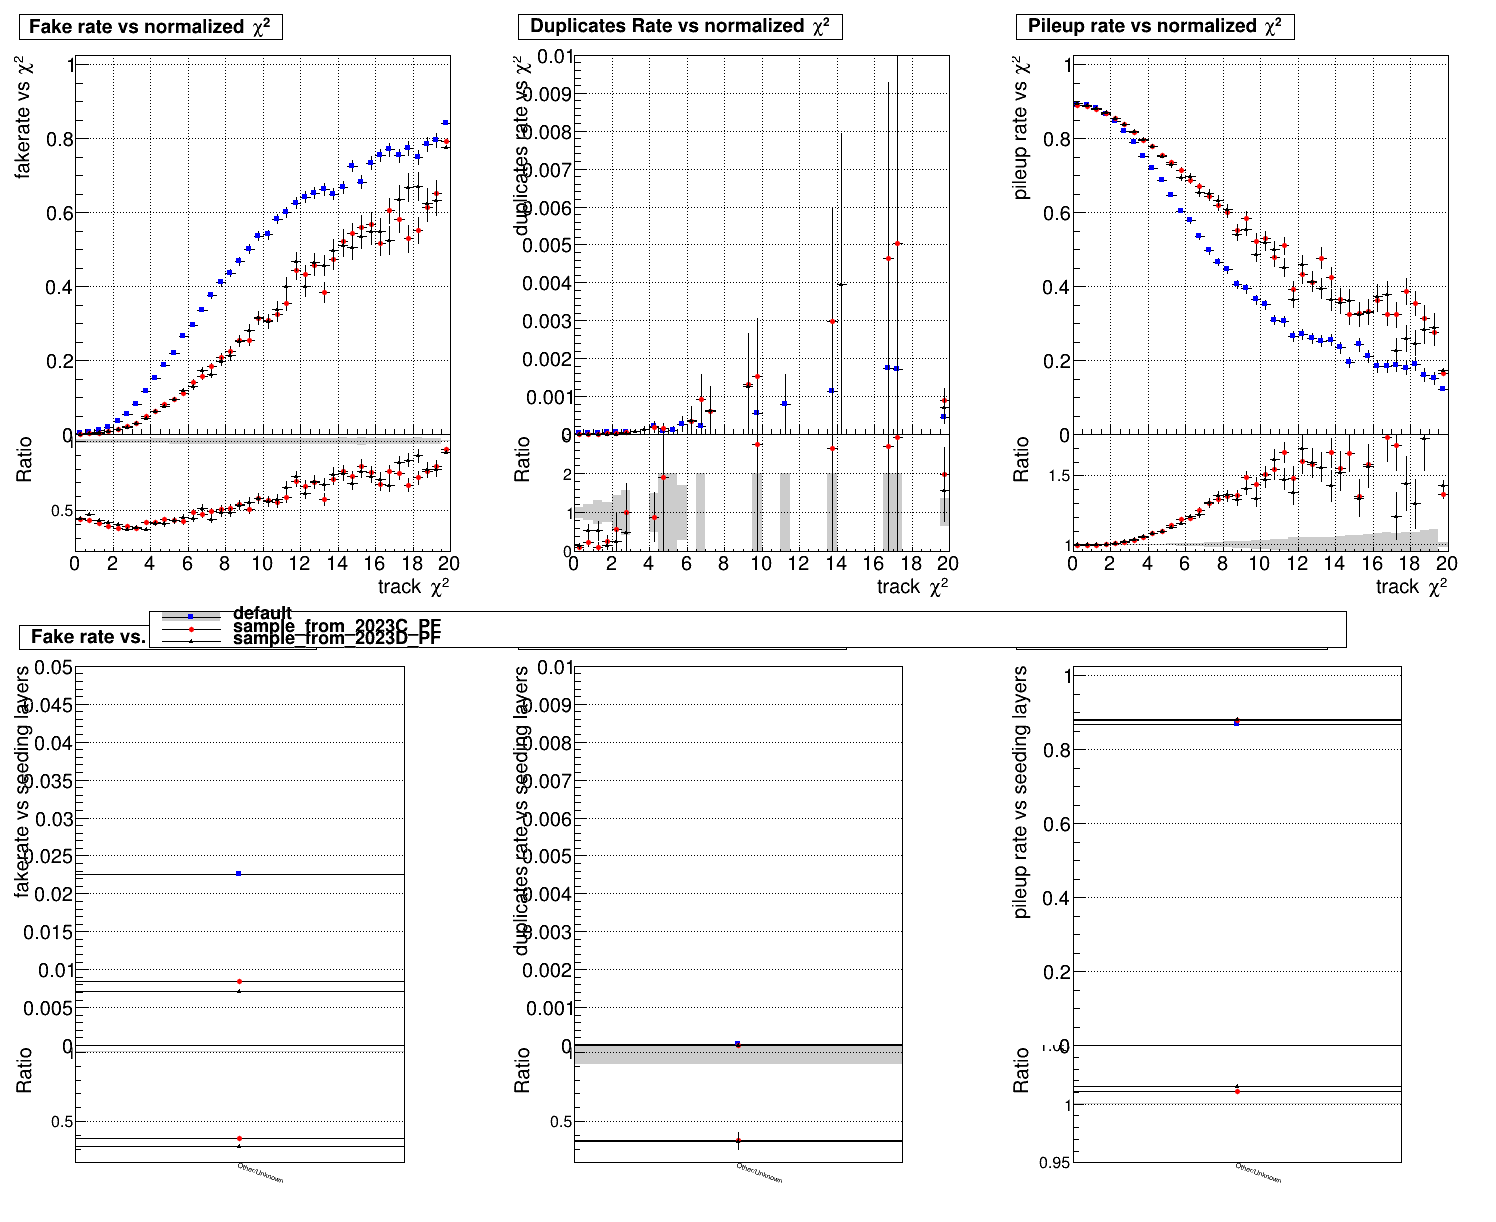 Fake rate vs normalized χ²
fakerate vs χ²
1
0.8
0.6
0.4
0.2
0
Ratio
1
0.5
0 2 4 6 8 10 12 14 16 18 20
track χ²
Duplicates Rate vs normalized χ²
duplicates rate vs χ²
0.01
0.009
0.008
0.007
0.006
0.005
0.004
0.003
0.002
0.001
0
Ratio
2
1
0
0 2 4 6 8 10 12 14 16 18 20
track χ²
Pileup rate vs normalized χ²
pileup rate vs χ²
1
0.8
0.6
0.4
0.2
0
Ratio
1.5
1
0 2 4 6 8 10 12 14 16 18 20
track χ²
default
sample_from_2023C_PF
sample_from_2023D_PF
Fake rate vs.
fakerate vs seeding layers
0.05
0.045
0.04
0.035
0.03
0.025
0.02
0.015
0.01
0.005
0
Ratio
1
0.5
Other/Unknown
duplicates rate vs seeding layers
0.01
0.009
0.008
0.007
0.006
0.005
0.004
0.003
0.002
0.001
0
Ratio
1
0.5
Other/Unknown
pileup rate vs seeding layers
1
0.8
0.6
0.4
0.2
0
Ratio
1
0.95
Other/Unknown